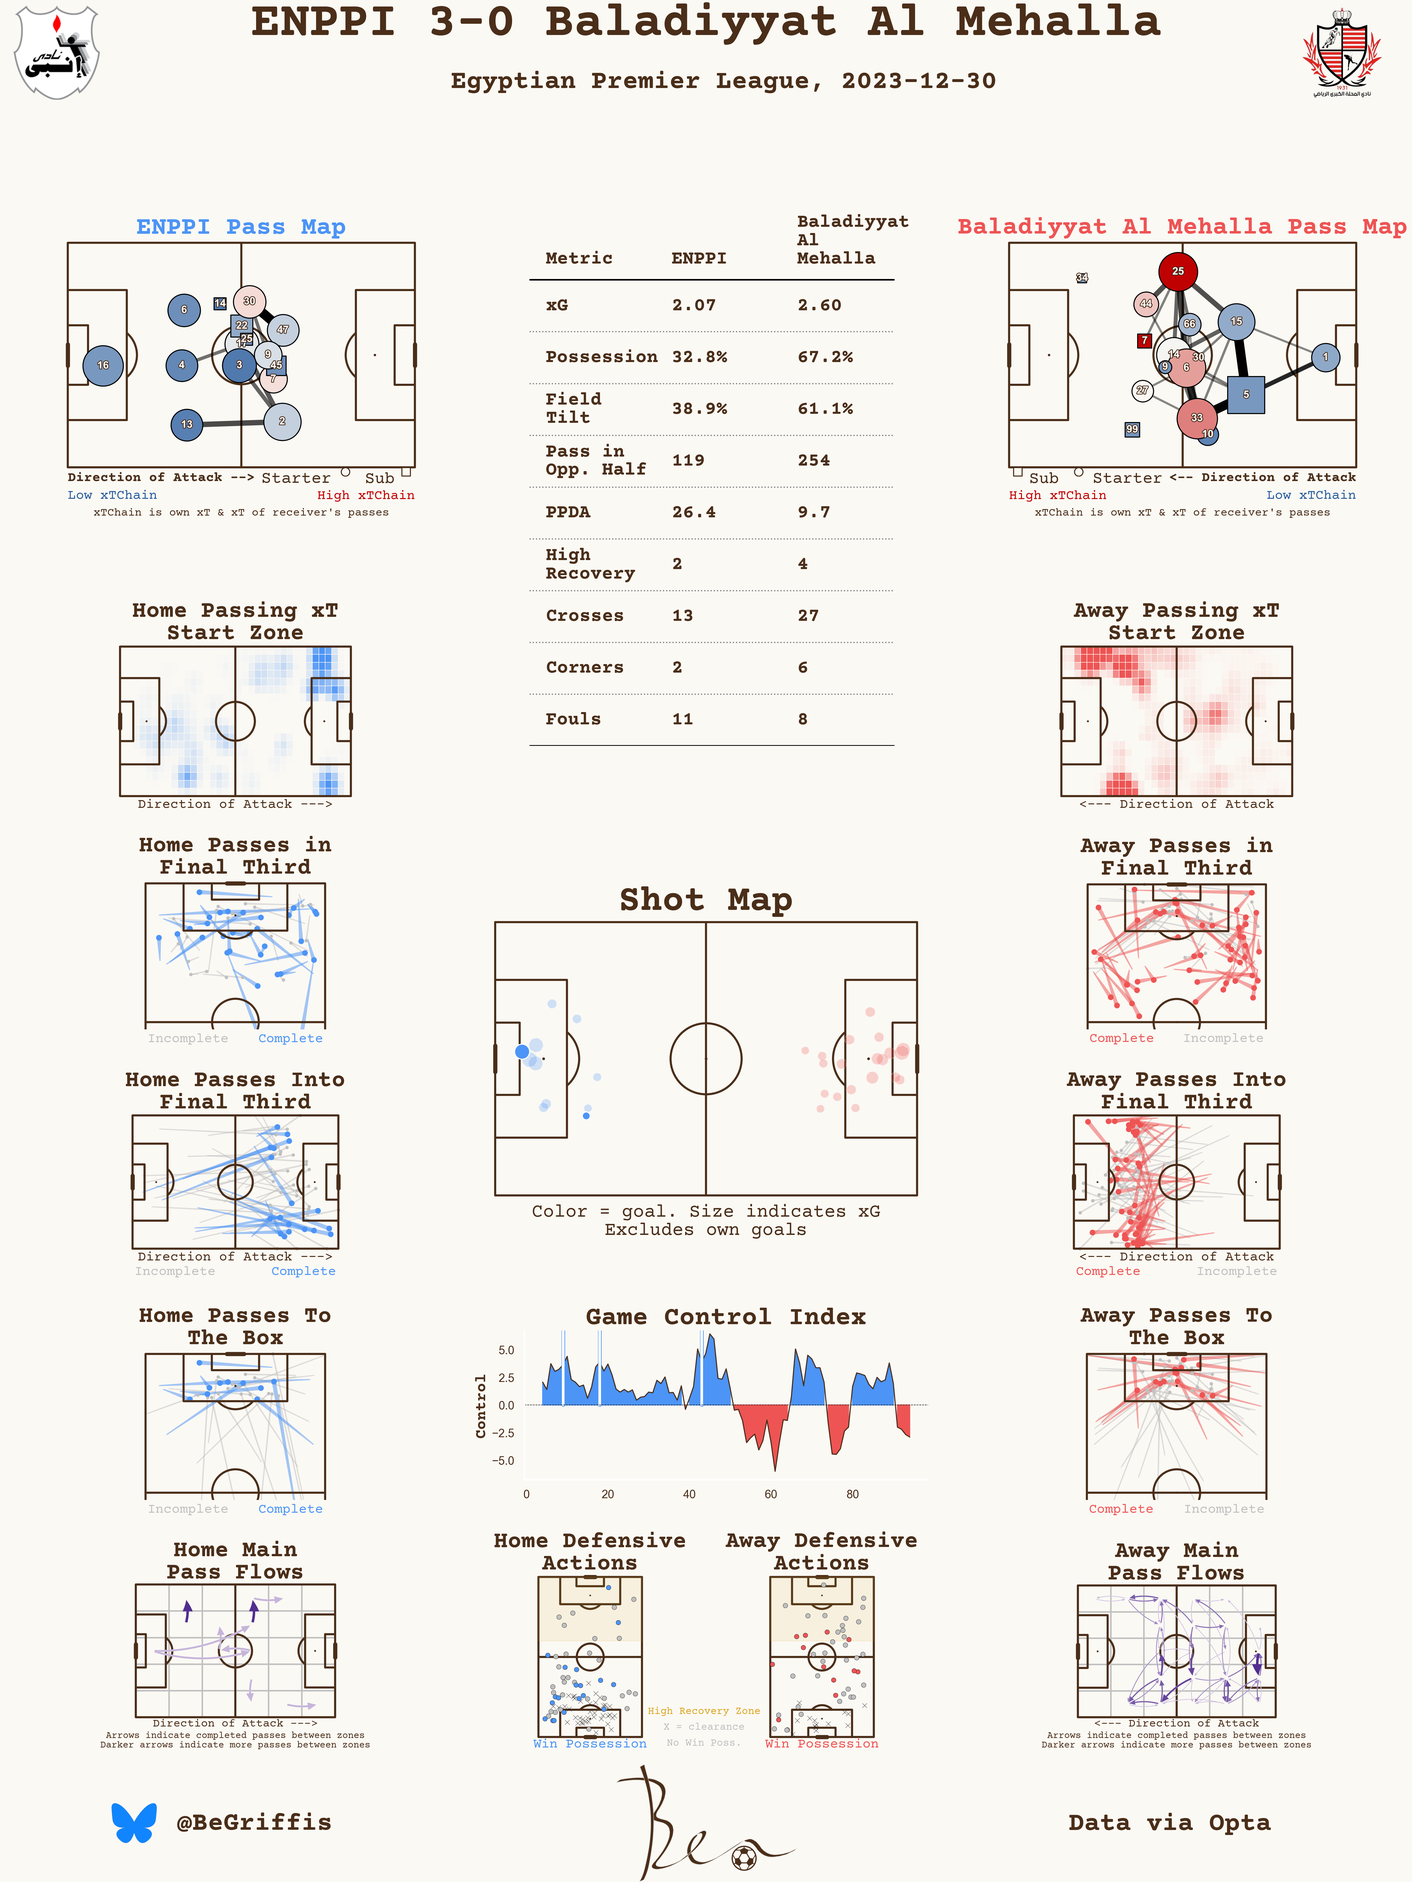 ENPPI 3-0 Baladiyyat Al Mehalla
Egyptian Premier League, 2023-12-30
نادي
إنبي
1931
نادي المحلة الكبرى الرياضي
ENPPI Pass Map
6
14
30
22
47
25
17
9
16
4
3
45
7
13
2
Direction of Attack --> Starter Sub
Low xTChain High xTChain
xTChain is own xT & xT of receiver's passes
Metric ENPPI Baladiyyat Al Mehalla
xG 2.07 2.60
Possession 32.8% 67.2%
Field Tilt 38.9% 61.1%
Pass in Opp. Half 119 254
PPDA 26.4 9.7
High Recovery 2 4
Crosses 13 27
Corners 2 6
Fouls 11 8
Baladiyyat Al Mehalla Pass Map
34
25
44
66
15
7
14
30
1
9
6
27
5
33
99
10
Sub Starter <-- Direction of Attack
High xTChain Low xTChain
xTChain is own xT & xT of receiver's passes
Home Passing xT
Start Zone
Direction of Attack --->
Away Passing xT
Start Zone
<--- Direction of Attack
Home Passes in
Final Third
Incomplete Complete
Away Passes in
Final Third
Complete Incomplete
Shot Map
Color = goal. Size indicates xG
Excludes own goals
Home Passes Into
Final Third
Direction of Attack --->
Incomplete Complete
Away Passes Into
Final Third
<--- Direction of Attack
Complete Incomplete
Home Passes To
The Box
Incomplete Complete
Game Control Index
Control
5.0
2.5
0.0
−2.5
−5.0
0 20 40 60 80
Away Passes To
The Box
Complete Incomplete
Home Main
Pass Flows
Direction of Attack --->
Arrows indicate completed passes between zones
Darker arrows indicate more passes between zones
Home Defensive
Actions
Win Possession
High Recovery Zone
X = clearance
No Win Poss.
Away Defensive
Actions
Win Possession
Away Main
Pass Flows
<--- Direction of Attack
Arrows indicate completed passes between zones
Darker arrows indicate more passes between zones
@BeGriffis
Ben
Data via Opta